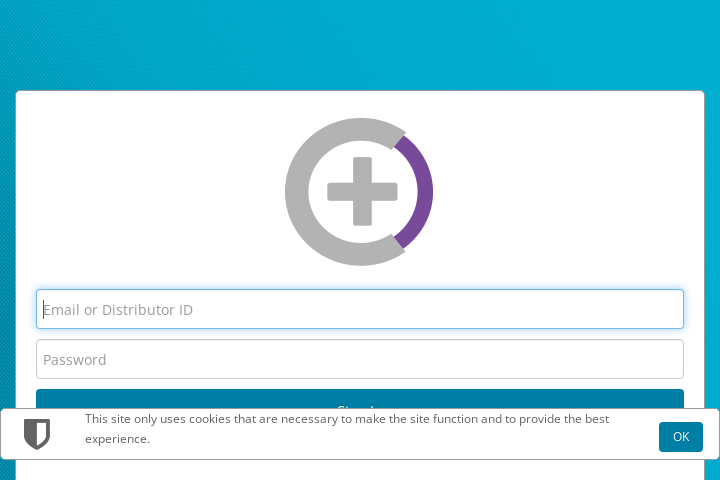 Email or Distributor ID
Password
This site only uses cookies that are necessary to make the site function and to provide the best
experience.
OK